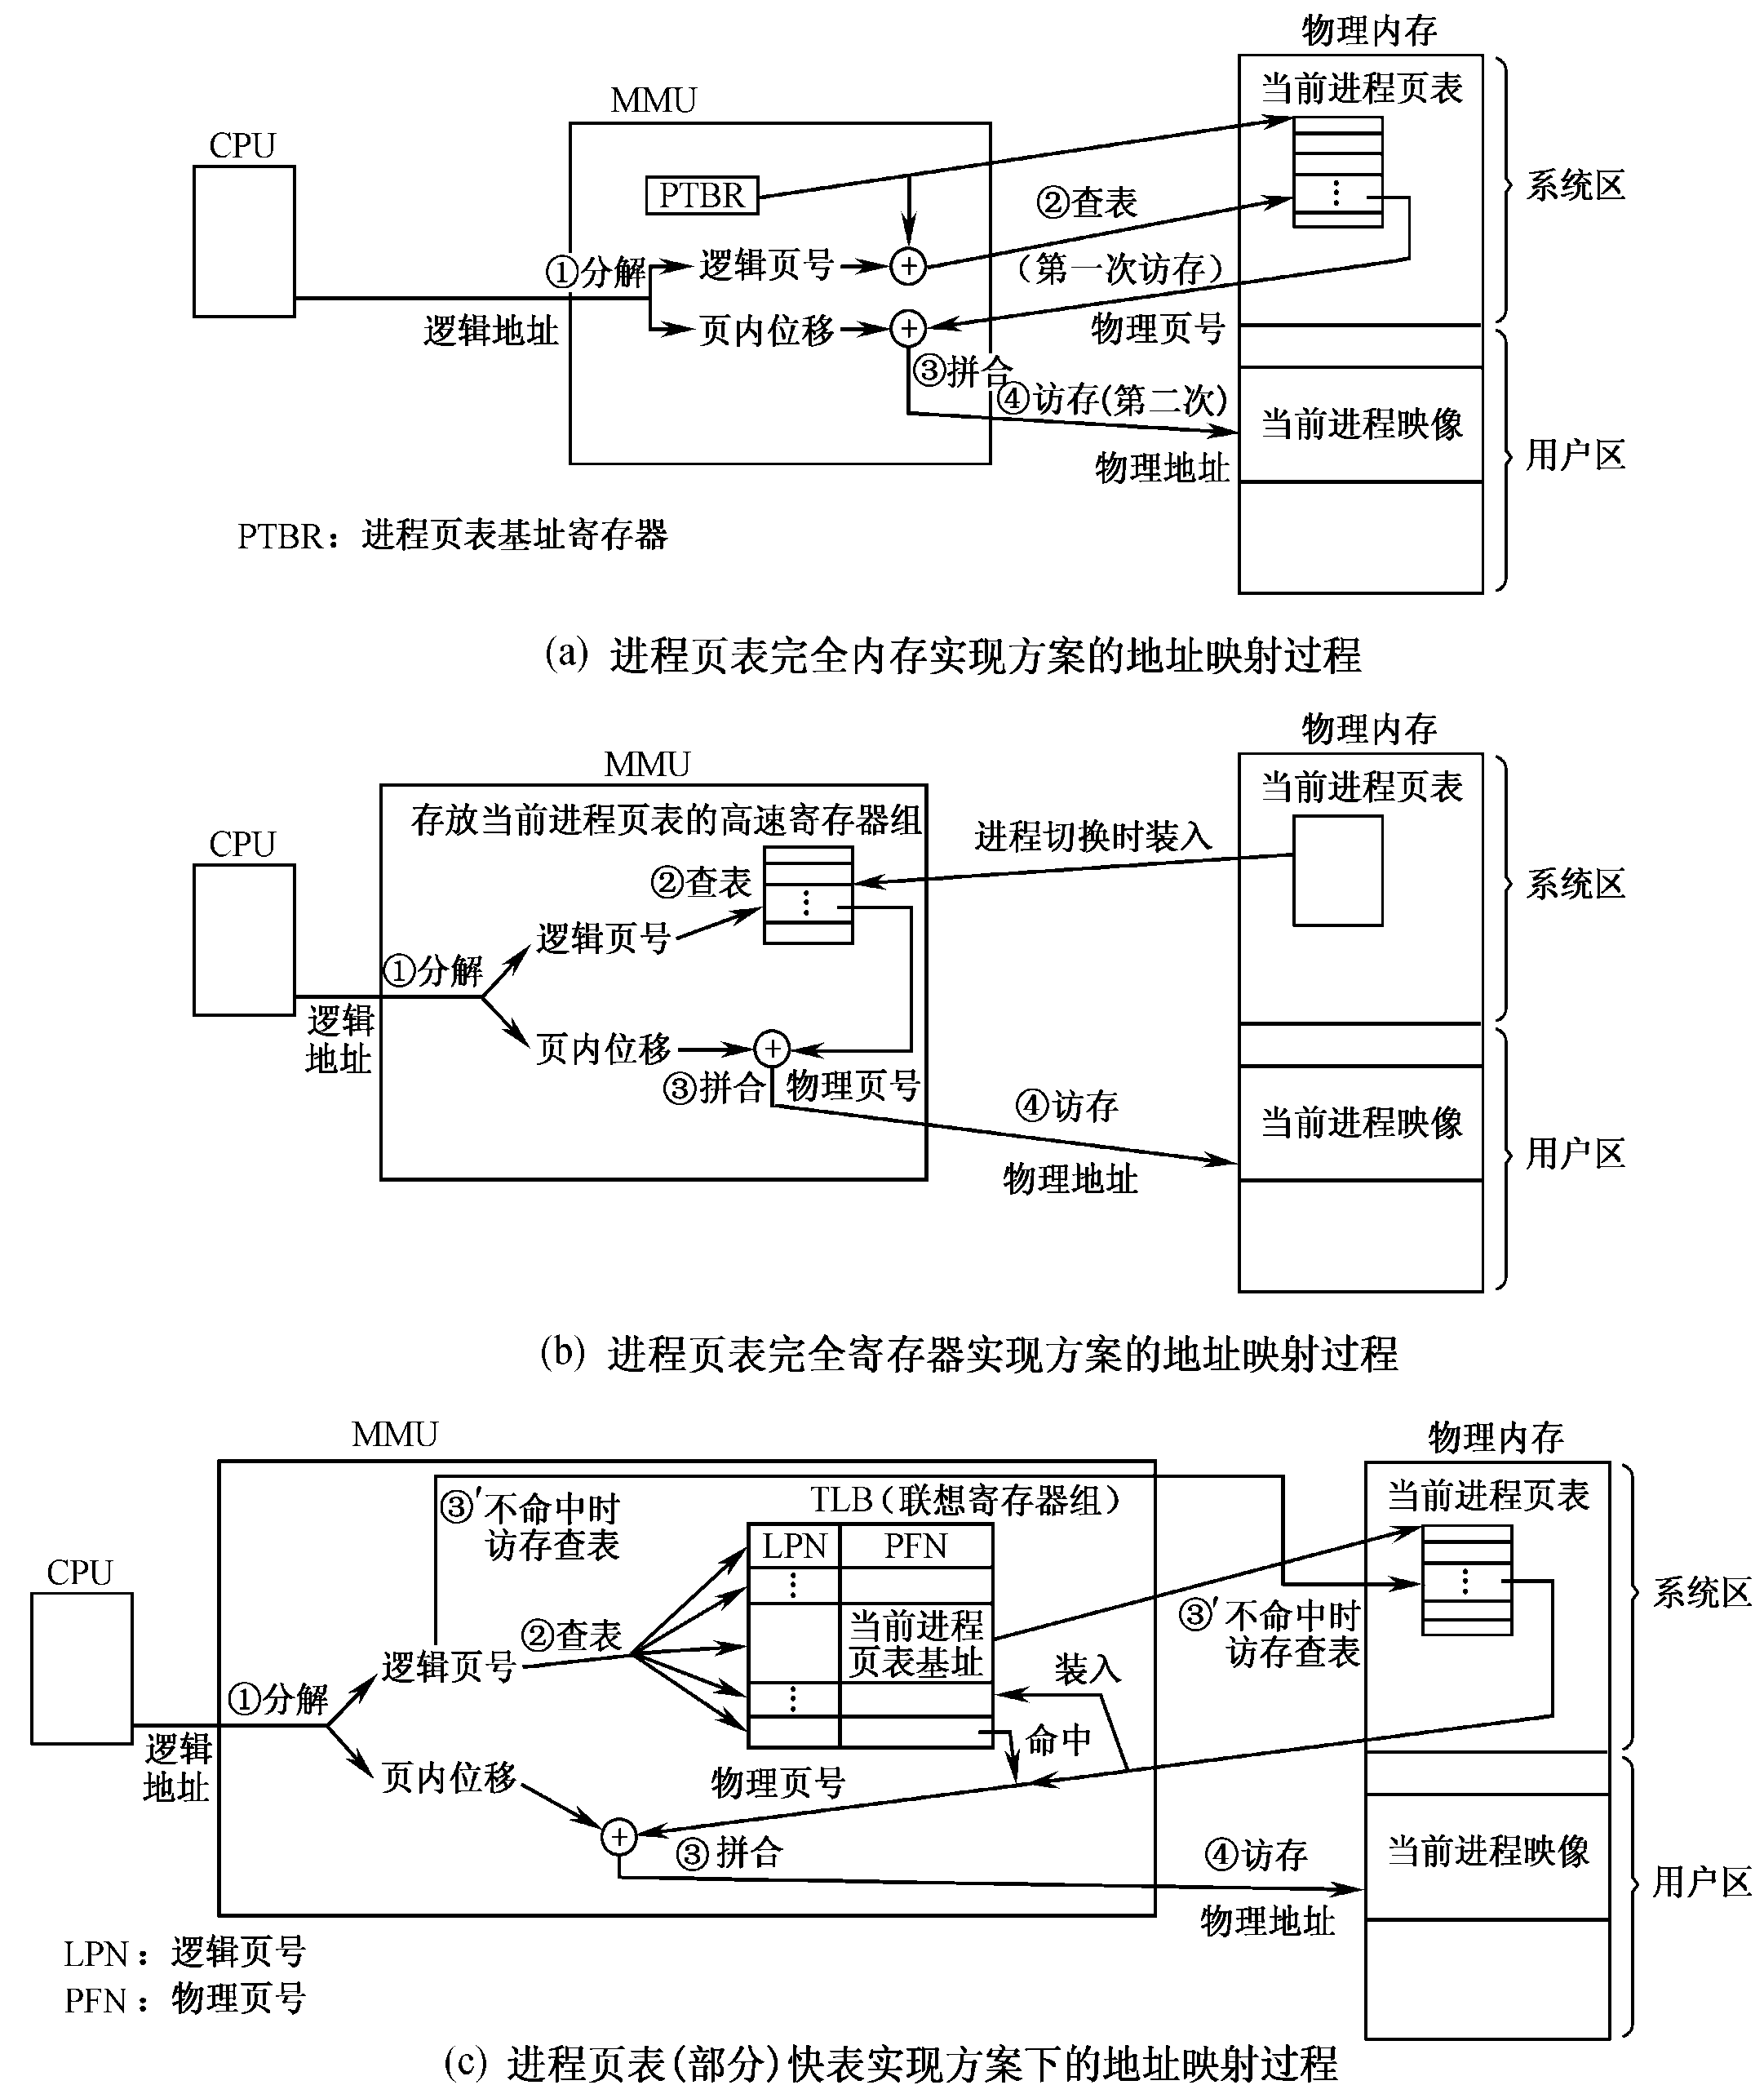 物理内存
当前进程页表
MMU
CPU
PTBR
②查表
系统区
①分解
逻辑页号
+
(第一次访存)
逻辑地址
页内位移
+
物理页号
③拼合
④访存(第二次)
当前进程映像
用户区
物理地址
PTBR：进程页表基址寄存器
(a) 进程页表完全内存实现方案的地址映射过程
物理内存
MMU
当前进程页表
存放当前进程页表的高速寄存器组
进程切换时装入
CPU
②查表
⋮
系统区
逻辑页号
①分解
逻辑
地址
页内位移
+
③拼合
物理页号
④访存
当前进程映像
用户区
物理地址
(b) 进程页表完全寄存器实现方案的地址映射过程
MMU
物理内存
③′不命中时
访存查表
TLB(联想寄存器组)
当前进程页表
LPN
PFN
CPU
⋮
⋮
②查表
当前进程
页表基址
③′不命中时
访存查表
系统区
逻辑页号
①分解
装入
⋮
逻辑
地址
命中
页内位移
物理页号
+
③拼合
④访存
当前进程映像
用户区
物理地址
LPN：逻辑页号
PFN：物理页号
(c) 进程页表(部分)快表实现方案下的地址映射过程